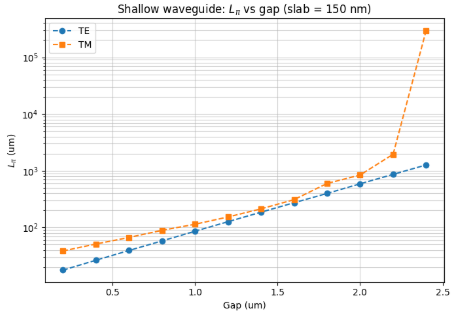 Shallow waveguide: Lπ vs gap (slab = 150 nm)
TE
TM
10⁵
10⁴
10³
10²
Lπ (um)
0.5 1.0 1.5 2.0 2.5
Gap (um)